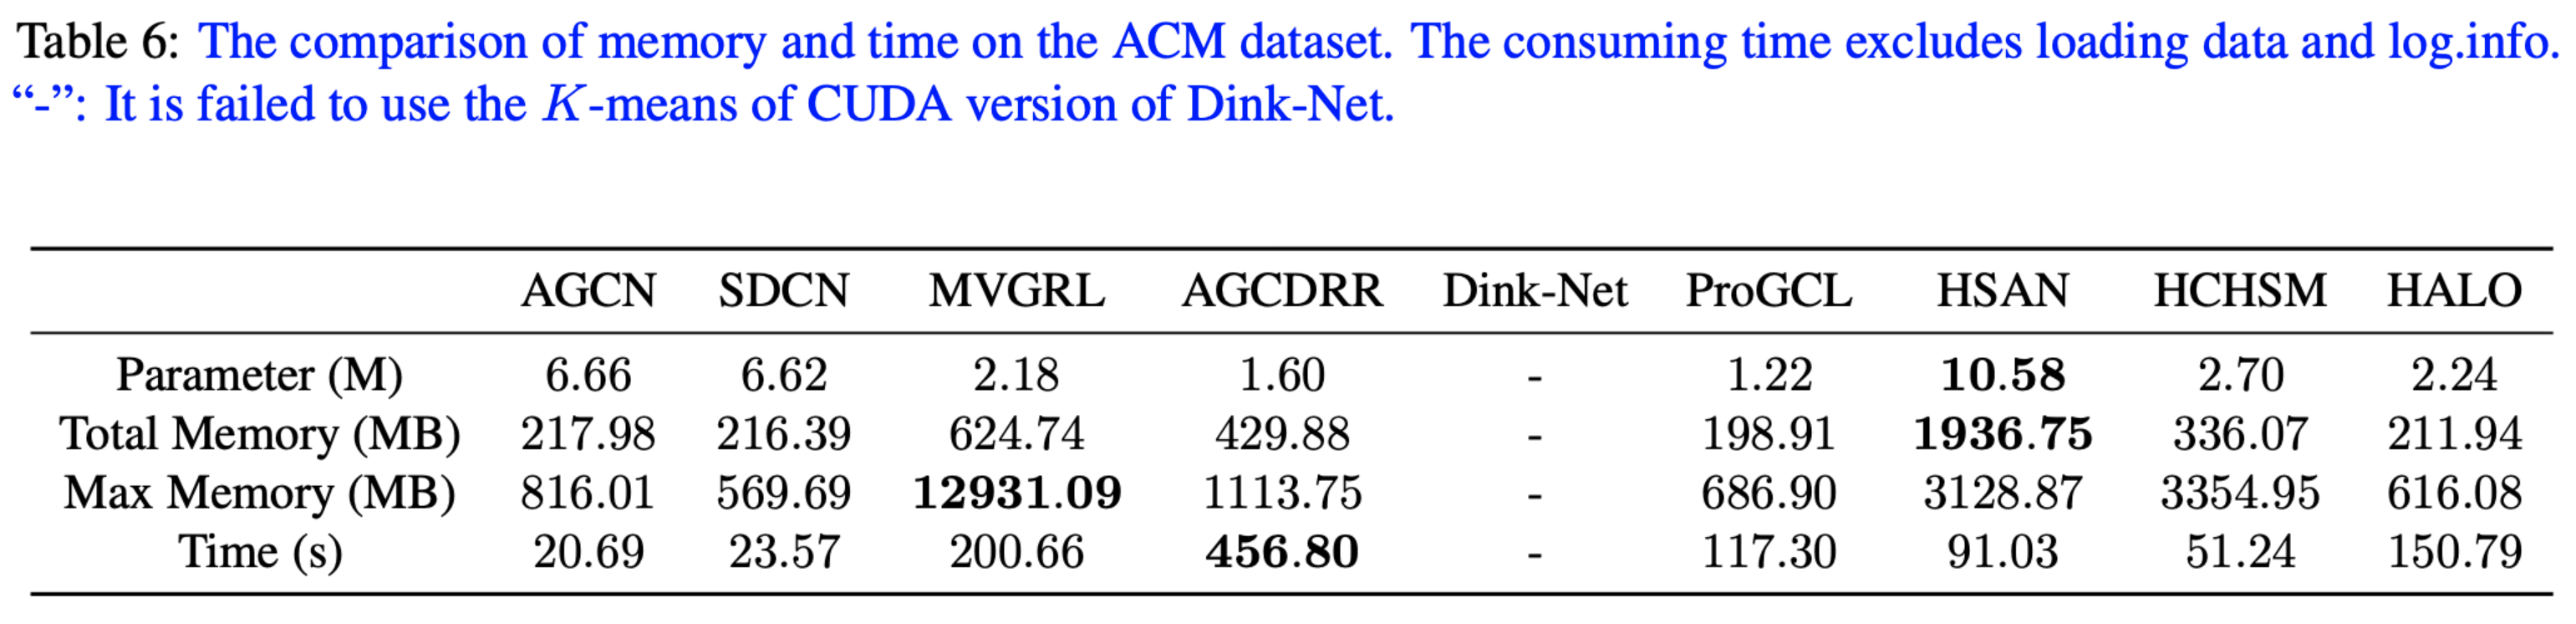 Table 6: The comparison of memory and time on the ACM dataset. The consuming time excludes loading data and log.info.
“-”: It is failed to use the K-means of CUDA version of Dink-Net.
AGCN SDCN MVGRL AGCDRR Dink-Net ProGCL HSAN HCHSM HALO
Parameter (M) 6.66 6.62 2.18 1.60 - 1.22 10.58 2.70 2.24
Total Memory (MB) 217.98 216.39 624.74 429.88 - 198.91 1936.75 336.07 211.94
Max Memory (MB) 816.01 569.69 12931.09 1113.75 - 686.90 3128.87 3354.95 616.08
Time (s) 20.69 23.57 200.66 456.80 - 117.30 91.03 51.24 150.79